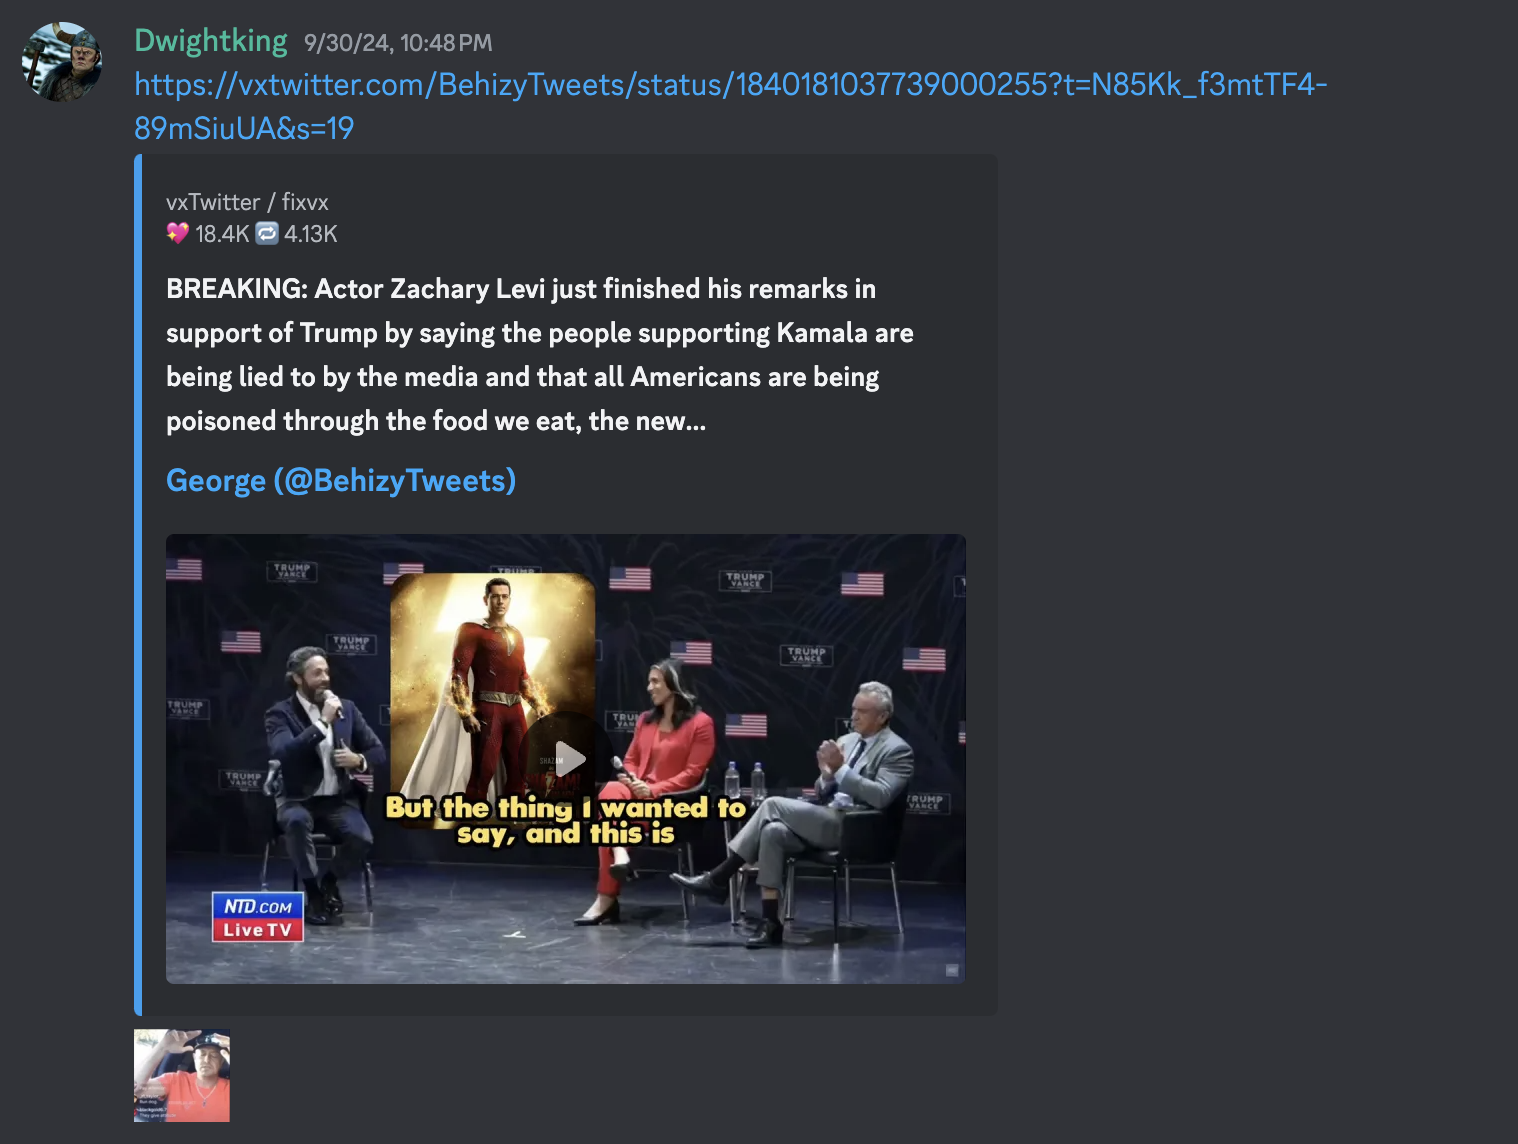 Dwightking 9/30/24, 10:48 PM
https://vxtwitter.com/BehizyTweets/status/1840181037739000255?t=N85Kk_f3mtTF4-
89mSiuUA&s=19
vxTwitter / fixvx
💖 18.4K 🔁 4.13K
BREAKING: Actor Zachary Levi just finished his remarks in
support of Trump by saying the people supporting Kamala are
being lied to by the media and that all Americans are being
poisoned through the food we eat, the new...
George (@BehizyTweets)
TRUMP
VANCE
TRUMP
TRUMP
VANCE
TRUMP
VANCE
TRUMP
VANCE
TRUMP
VANCE
TRUMP
VANCE
TRUMP
VANCE
SHAZAM!
But the thing I wanted to
say, and this is
NTD.COM
Live TV